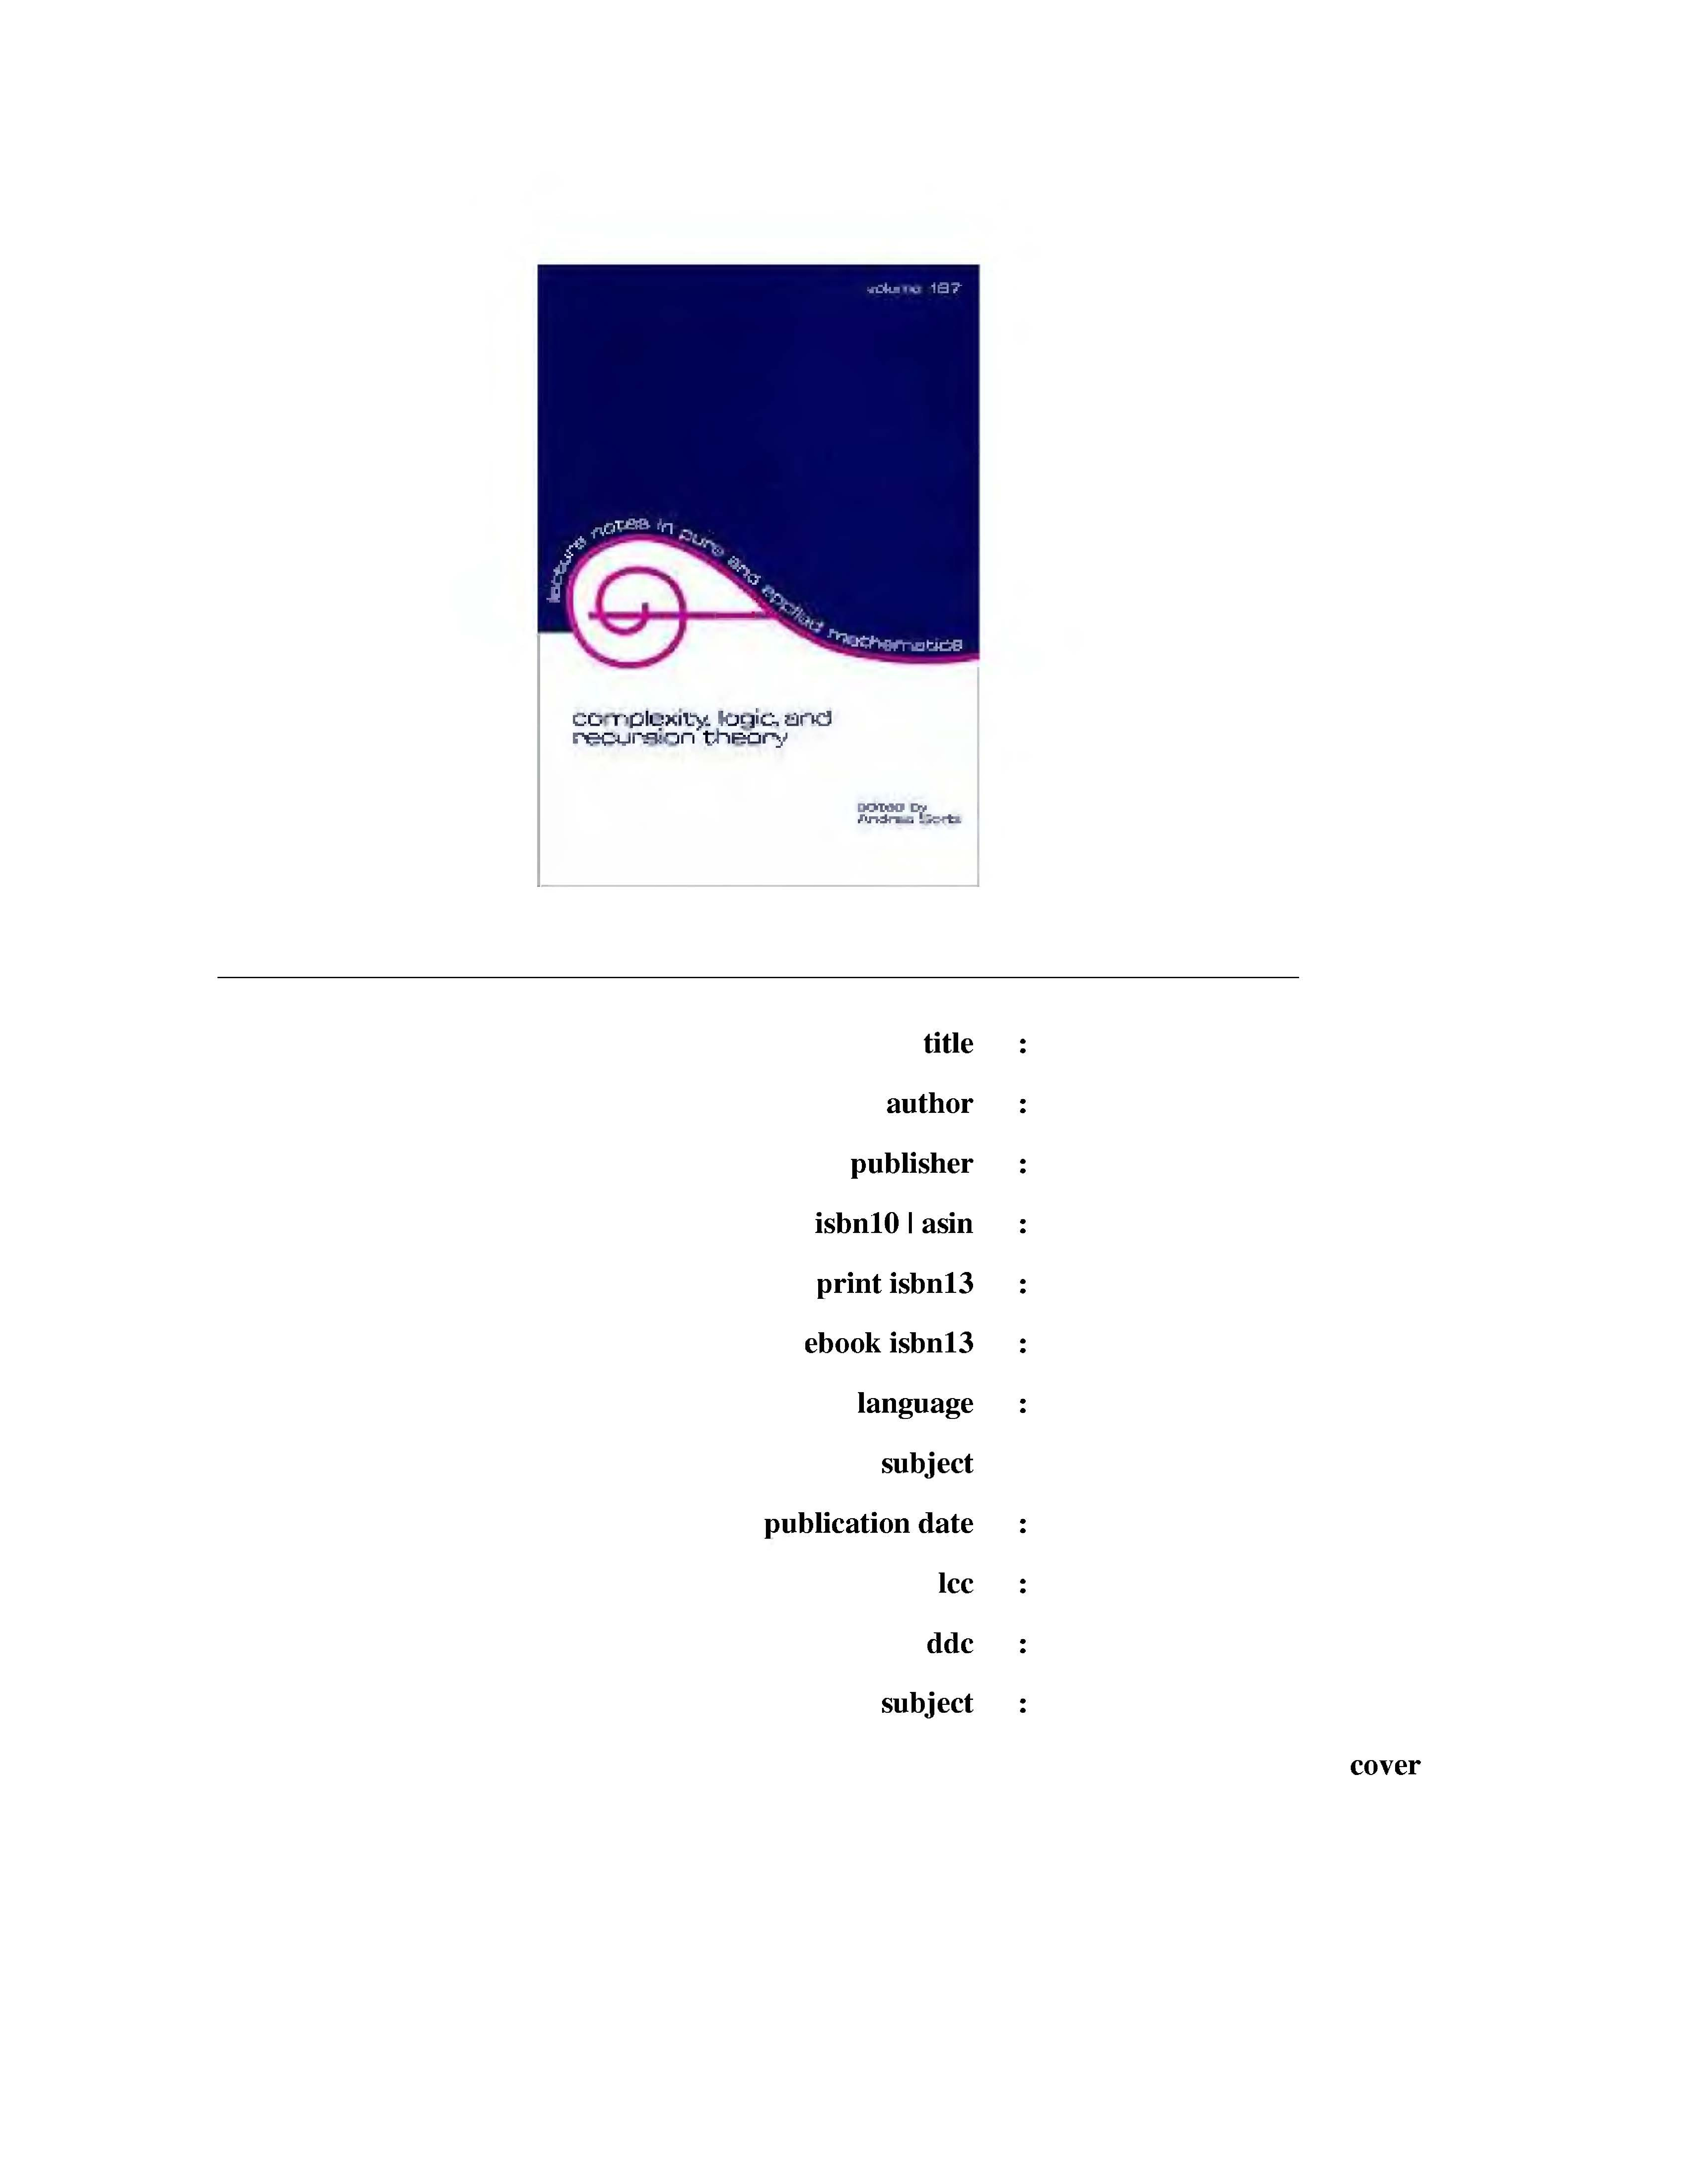 volume 187
lecture notes in pure and applied mathematics
complexity, logic, and
recursion theory
edited by
Andrea Sorbi
title :
author :
publisher :
isbn10 | asin :
print isbn13 :
ebook isbn13 :
language :
subject
publication date :
lcc :
ddc :
subject :
cover